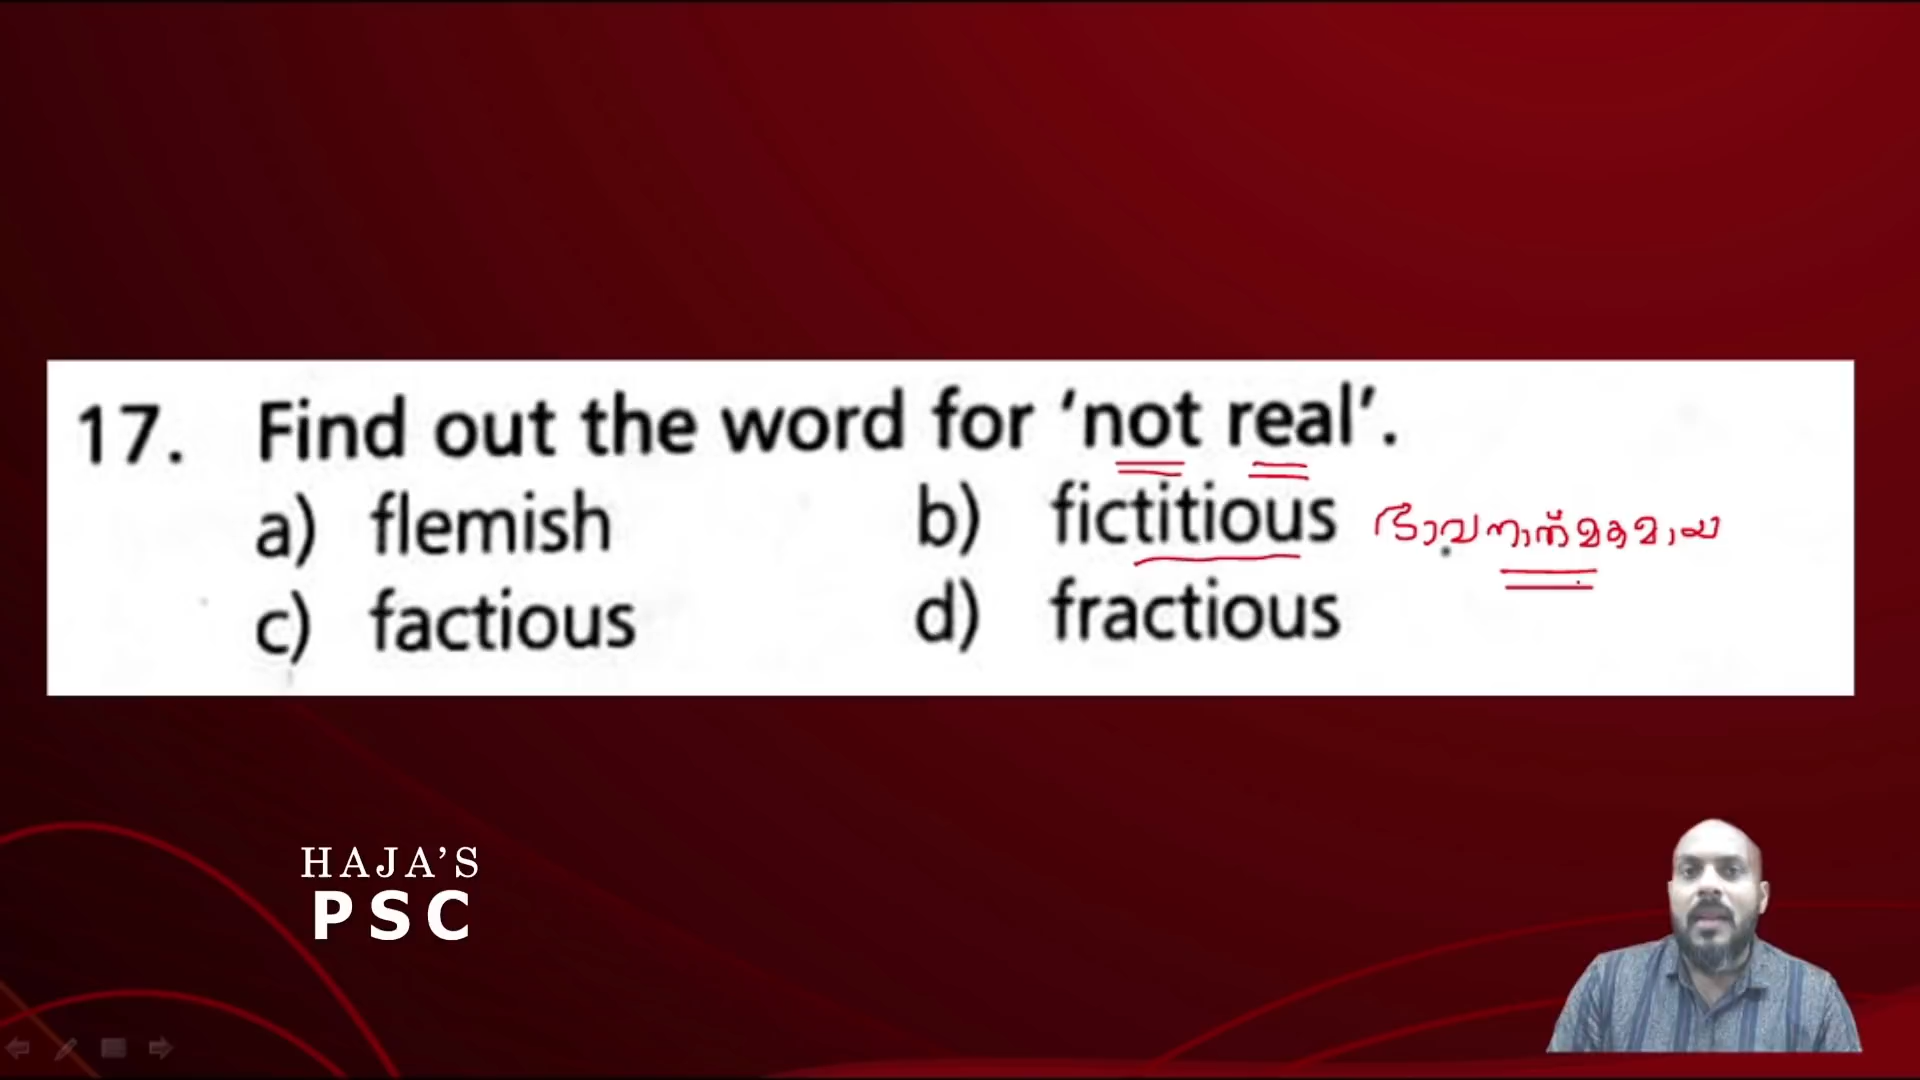 17. Find out the word for ‘not real’.
a) flemish b) fictitious ഭാവനാത്മകമായ
c) factious d) fractious
HAJA’S
PSC